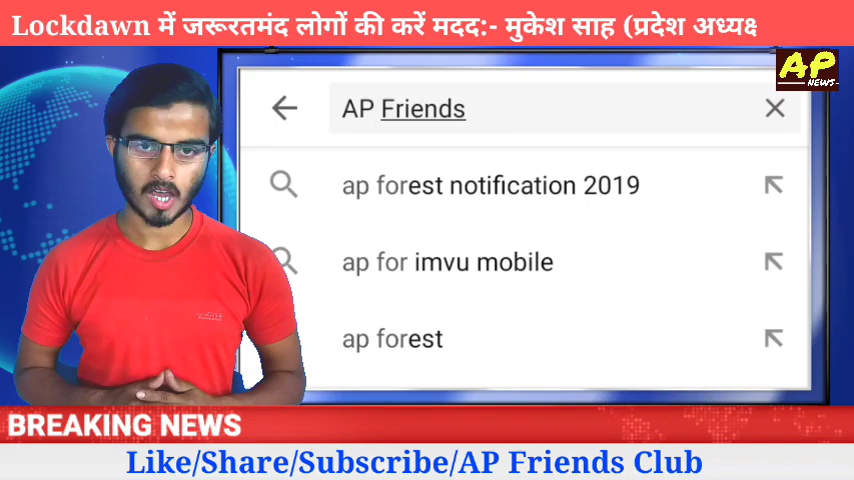 Lockdawn में जरूरतमंद लोगों की करें मदद:- मुकेश साह (प्रदेश अध्यक्ष
AP NEWS-
AP Friends
ap forest notification 2019
ap for imvu mobile
ap forest
BREAKING NEWS
Like/Share/Subscribe/AP Friends Club